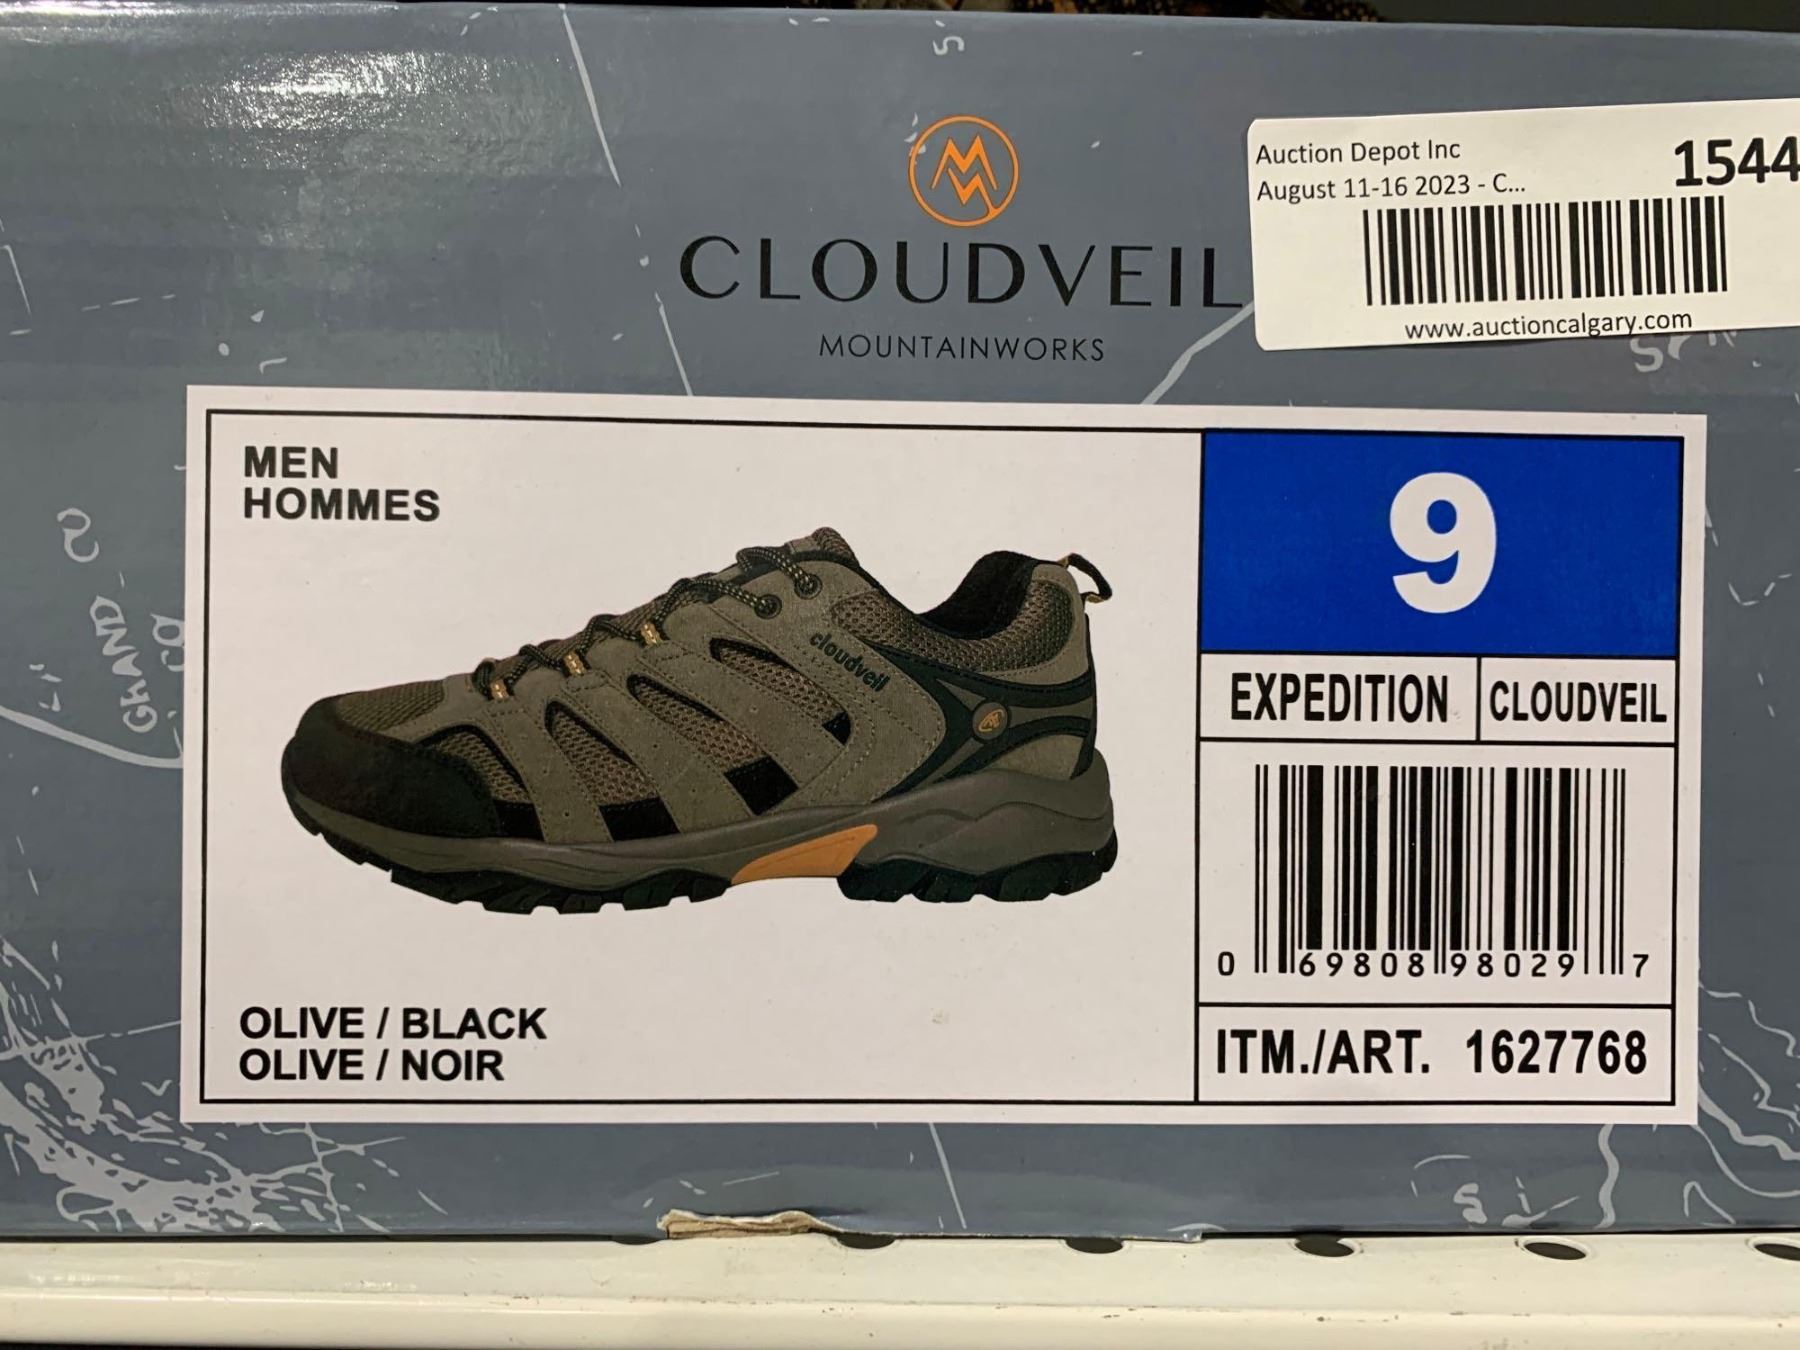 CLOUDVEIL
MOUNTAINWORKS
Auction Depot Inc
August 11-16 2023 - C...
1544
www.auctioncalgary.com
MEN
HOMMES
cloudveil
OLIVE / BLACK
OLIVE / NOIR
9
EXPEDITION
CLOUDVEIL
0 69808 98029 7
ITM./ART. 1627768
GRAND